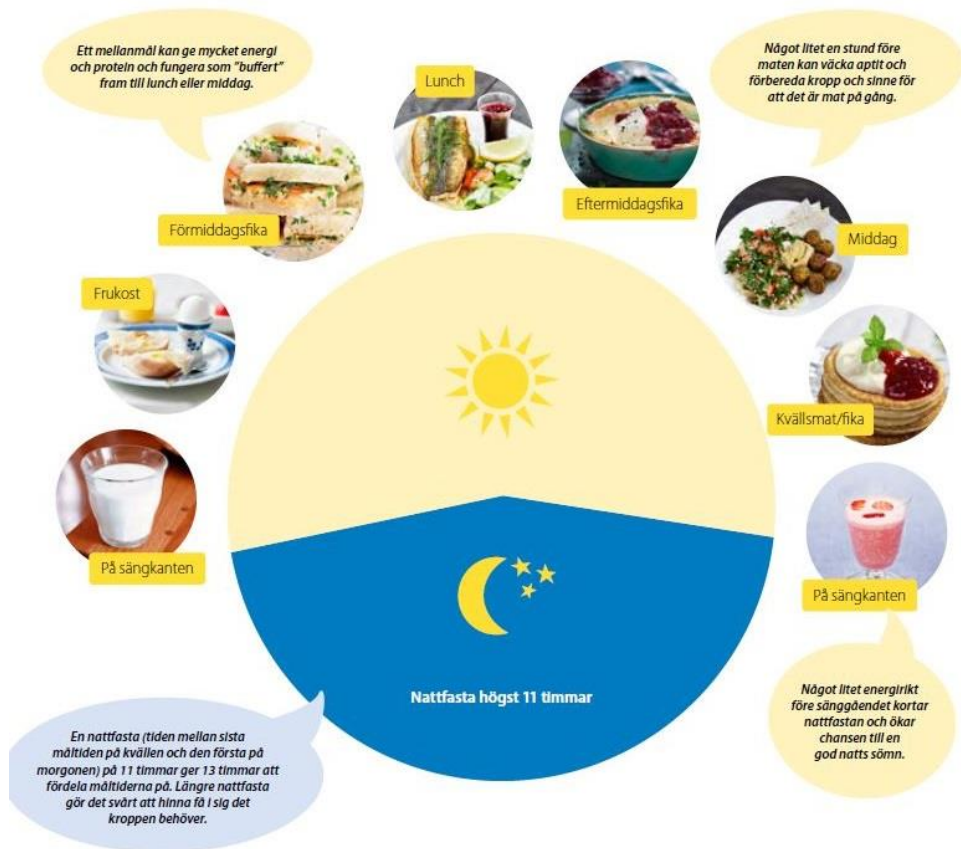 Ett mellanmål kan ge mycket energi
och protein och fungera som ”buffert”
fram till lunch eller middag.
Något litet en stund före
maten kan väcka aptit och
förbereda kropp och sinne för
att det är mat på gång.
Lunch
Eftermiddagsfika
Förmiddagsfika
Middag
Frukost
Kvällsmat/fika
På sängkanten
På sängkanten
Nattfasta högst 11 timmar
Något litet energirikt
före sänggåendet kortar
nattfastan och ökar
chansen till en
god natts sömn.
En nattfasta (tiden mellan sista
måltiden på kvällen och den första på
morgonen) på 11 timmar ger 13 timmar att
fördela måltiderna på. Längre nattfasta
gör det svårt att hinna få i sig det
kroppen behöver.